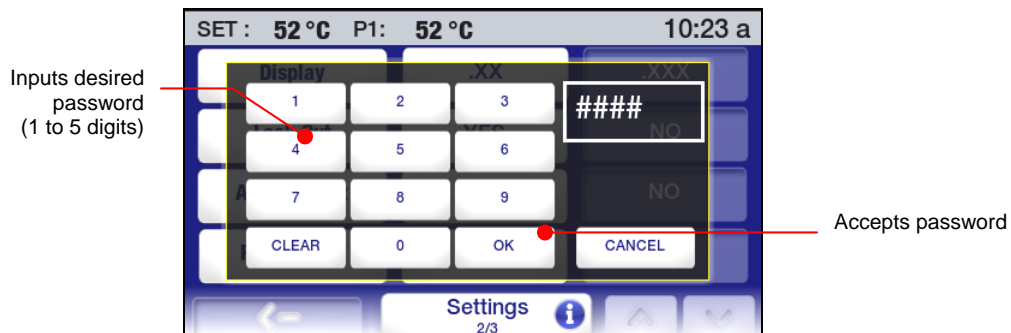 SET : 52 °C P1: 52 °C 10:23 a
Display .XX .XXX
Inputs desired
password
(1 to 5 digits)
1 2 3 ####
YES NO
4 5 6
7 8 9 NO
Accepts password
CLEAR 0 OK CANCEL
Settings
2/3